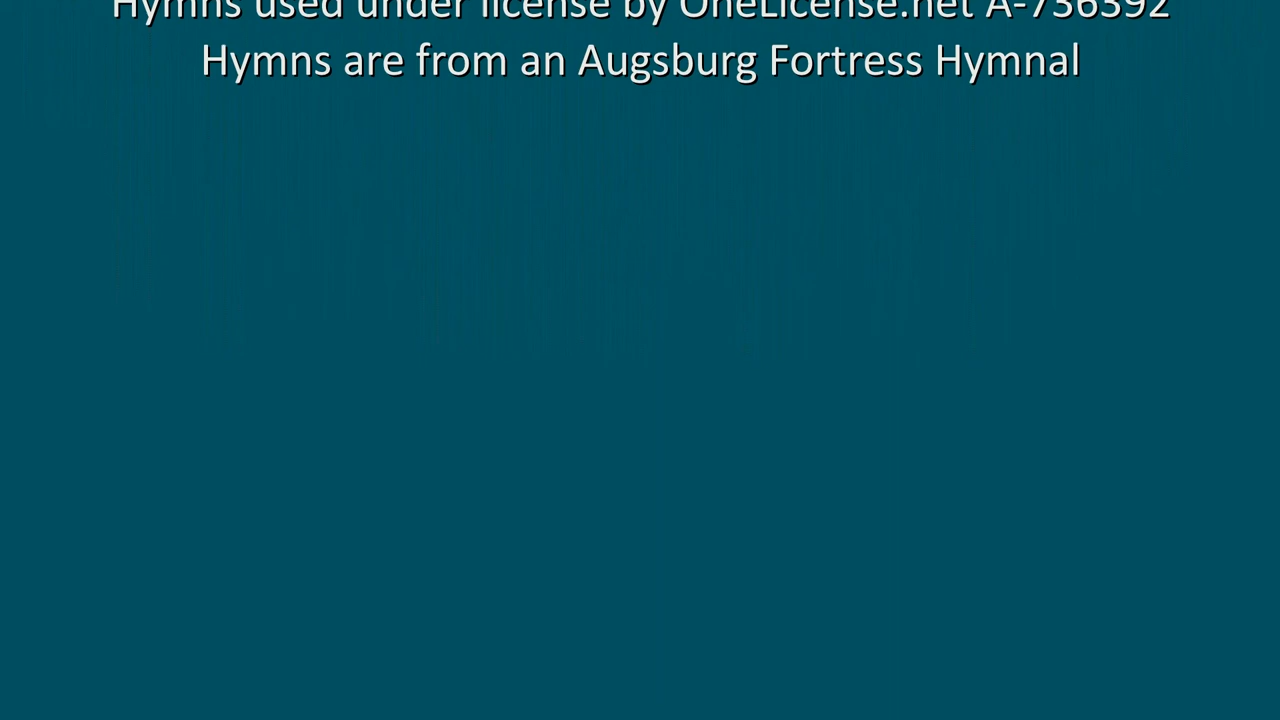 Hymns used under license by OneLicense.net A-736392
Hymns are from an Augsburg Fortress Hymnal